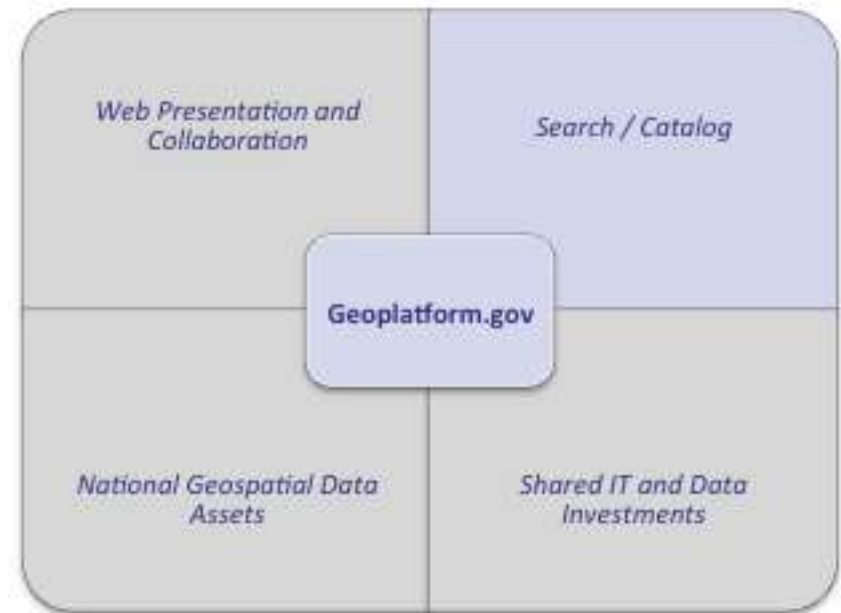 Web Presentation and
Collaboration
Search / Catalog
Geoplatform.gov
National Geospatial Data
Assets
Shared IT and Data
Investments